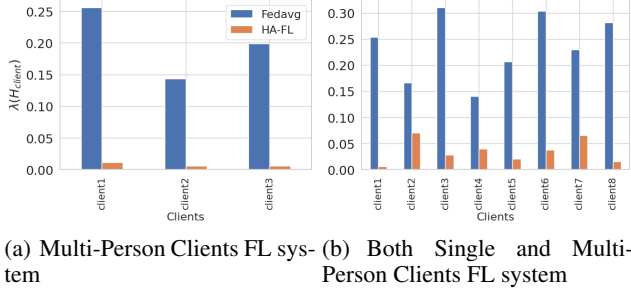 0.25
0.20
0.15
0.10
0.05
0.00
λ(H_client)
Fedavg
HA-FL
client1
client2
client3
Clients
0.30
0.25
0.20
0.15
0.10
0.05
0.00
client1
client2
client3
client4
client5
client6
client7
client8
Clients
(a) Multi-Person Clients FL sys-
tem
(b) Both Single and Multi-
Person Clients FL system